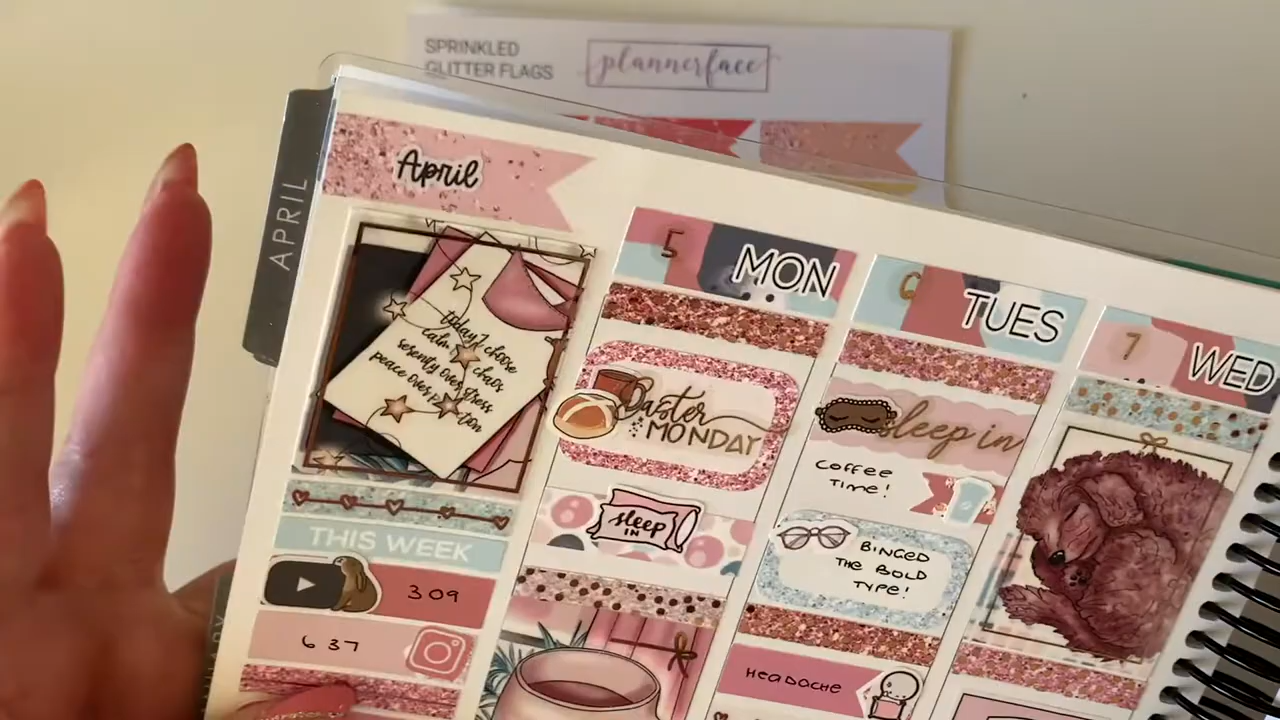 SPRINKLED
GLITTER FLAGS
plannerface
APRIL
April
today I choose
calm over chaos
serenity over stress
peace over
THIS WEEK
309
637
5
MON
Easter
MONDAY
sleep
IN
6
TUES
sleep in
COFFEE
TIME!
BINGED
THE BOLD
TYPE!
HEADACHE
7
WED